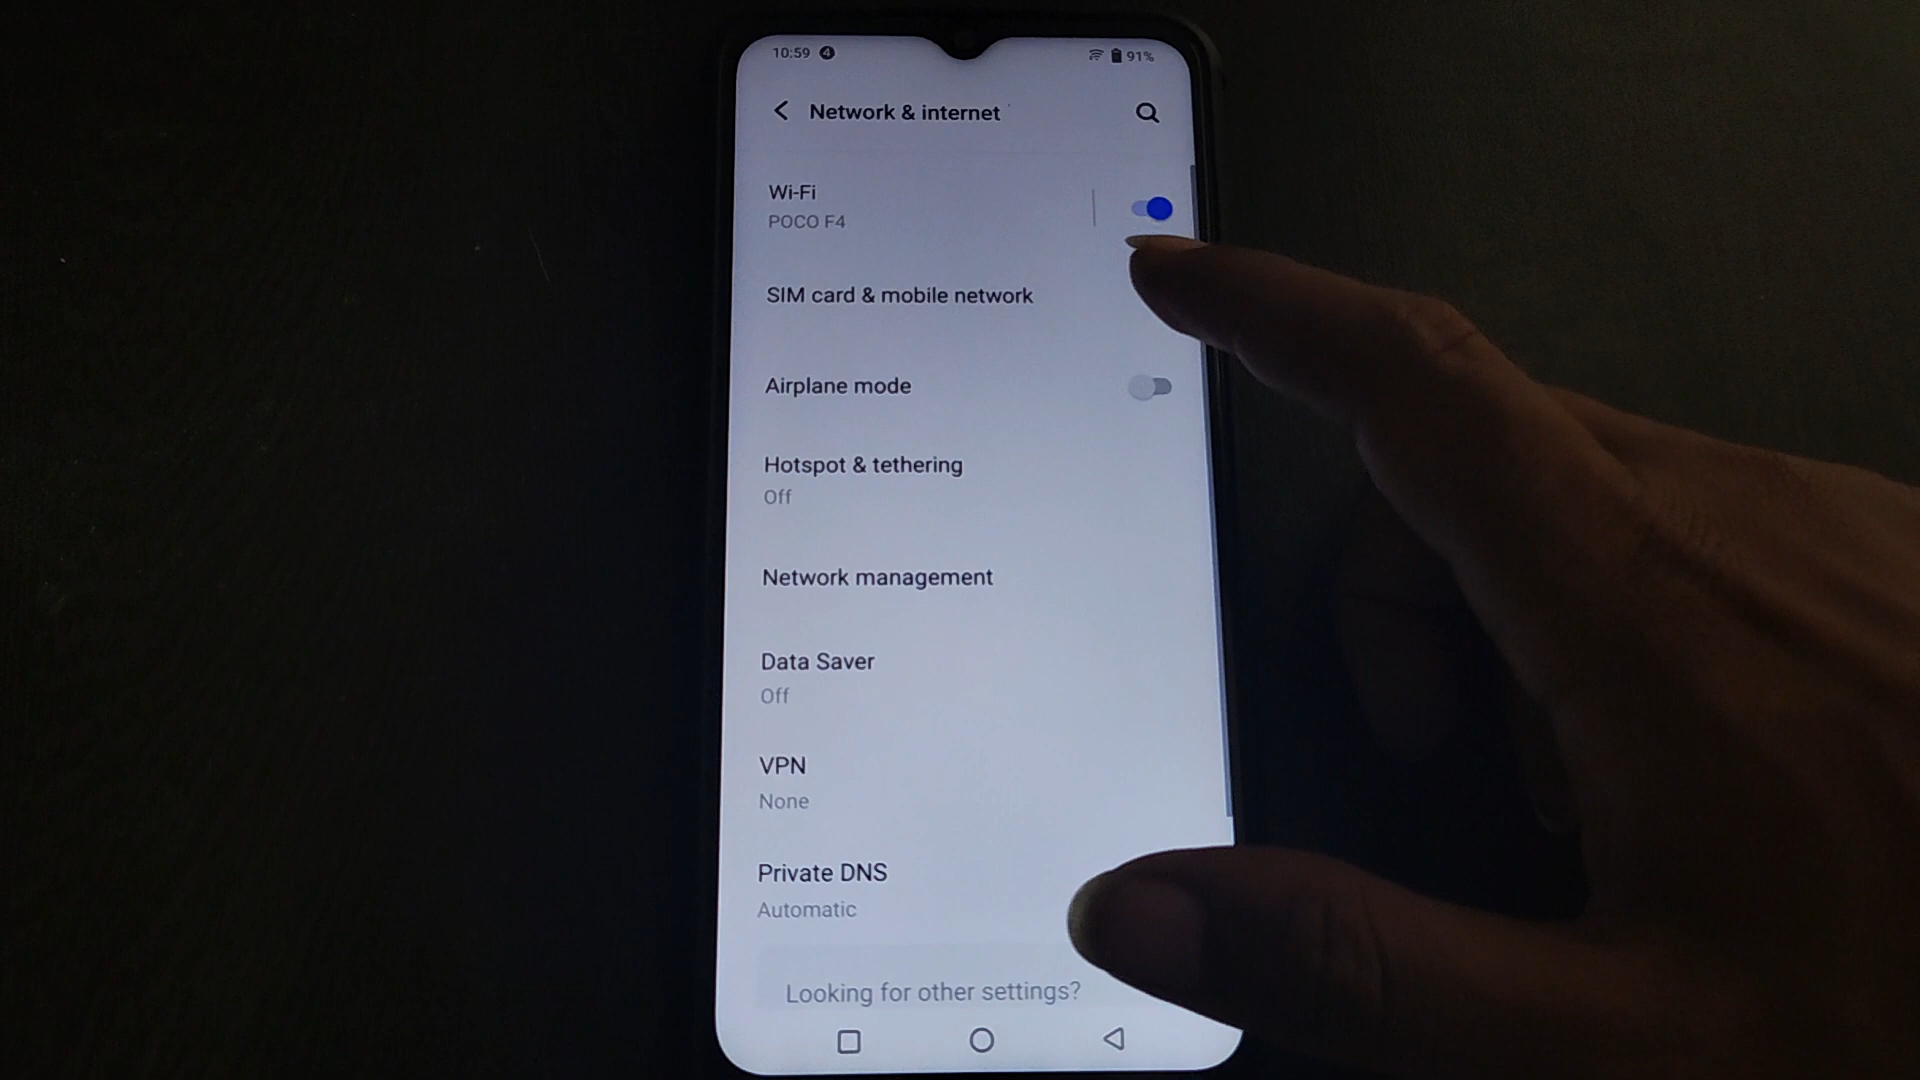 10:59 4 91%
Network & internet
Wi-Fi
POCO F4
SIM card & mobile network
Airplane mode
Hotspot & tethering
Off
Network management
Data Saver
Off
VPN
None
Private DNS
Automatic
Looking for other settings?